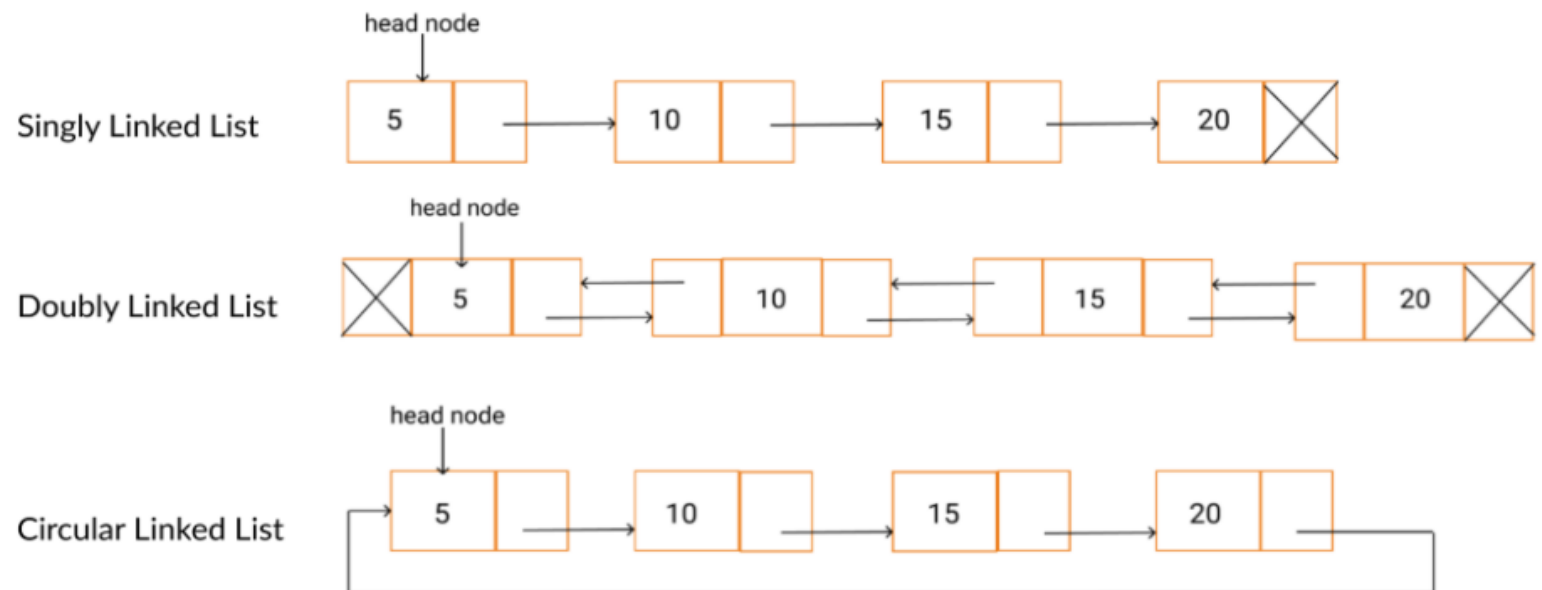 head node
Singly Linked List
5 10 15 20
head node
Doubly Linked List
5 10 15 20
head node
Circular Linked List
5 10 15 20